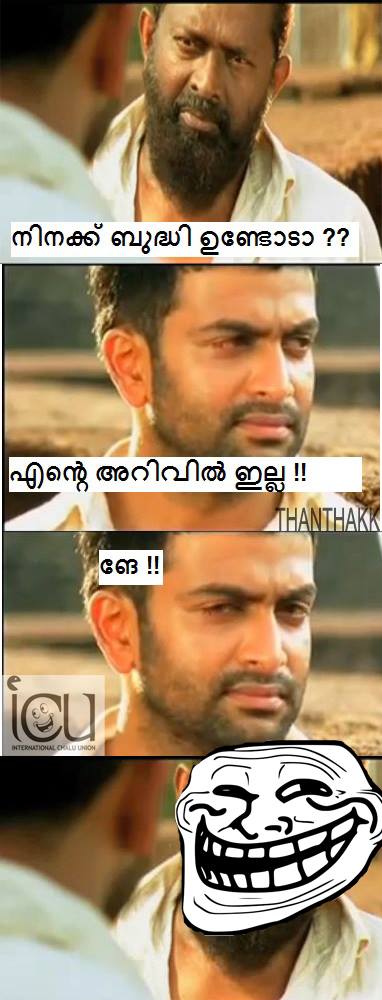 നിനക്ക് ബുദ്ധി ഉണ്ടോടാ ??
എന്റെ അറിവിൽ ഇല്ല !!
THANTHAKK
ങേ !!
icu
INTERNATIONAL CHALU UNION